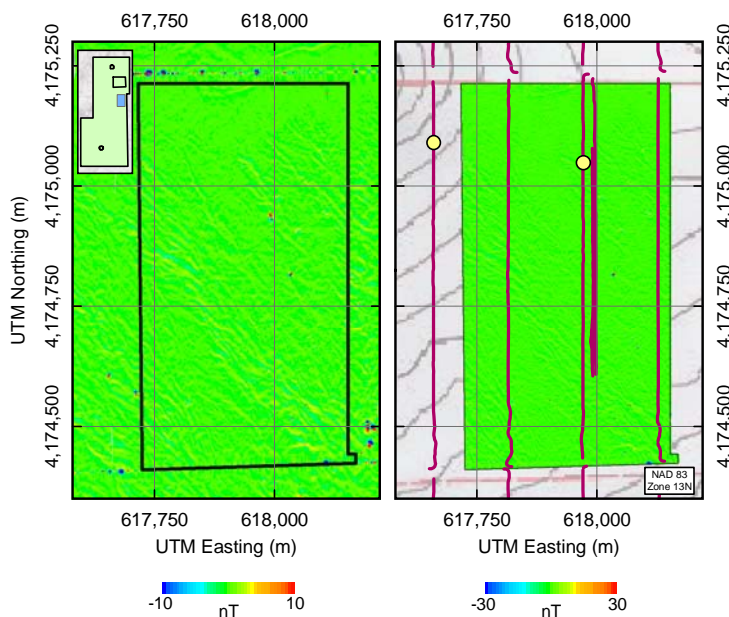 617,750 618,000 617,750 618,000
UTM Northing (m)
4,175,250
4,175,000
4,174,750
4,174,500
4,175,250
4,175,000
4,174,750
4,174,500
NAD 83
Zone 13N
617,750 618,000 617,750 618,000
UTM Easting (m) UTM Easting (m)
-10 nT 10 -30 nT 30